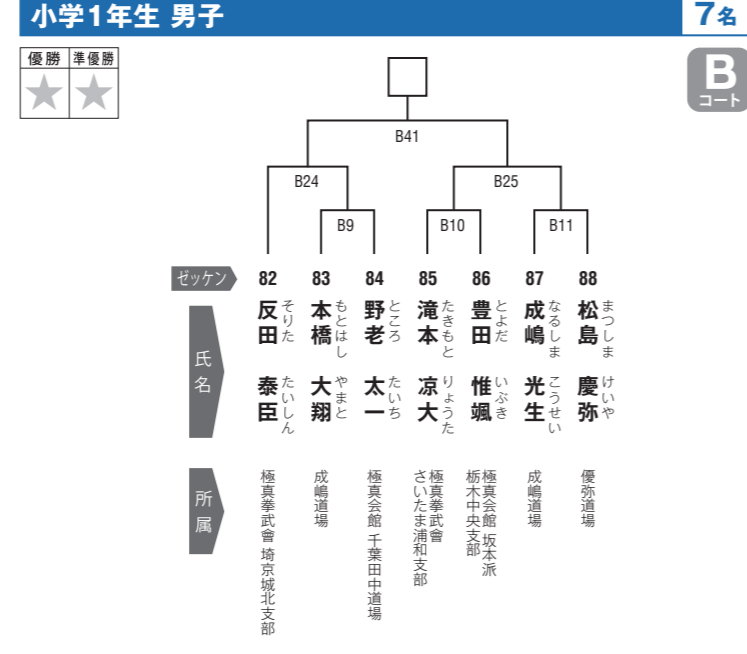 小学1年生 男子
7名
優勝 準優勝
B
コート
B41
B24
B25
B9
B10
B11
ゼッケン
82
83
84
85
86
87
88
氏名
反田 泰臣
そりた たいしん
本橋 大翔
もとはし やまと
野老 太一
ところ たいち
滝本 凉大
たきもと りょうた
豊田 惟颯
とよだ いぶき
成嶋 光生
なるしま こうせい
松島 慶弥
まつしま けいや
所属
極真拳武會 埼京城北支部
成嶋道場
極真会館 千葉田中道場
極真拳武會
さいたま浦和支部
極真会館 坂本派
栃木中央支部
成嶋道場
優弥道場